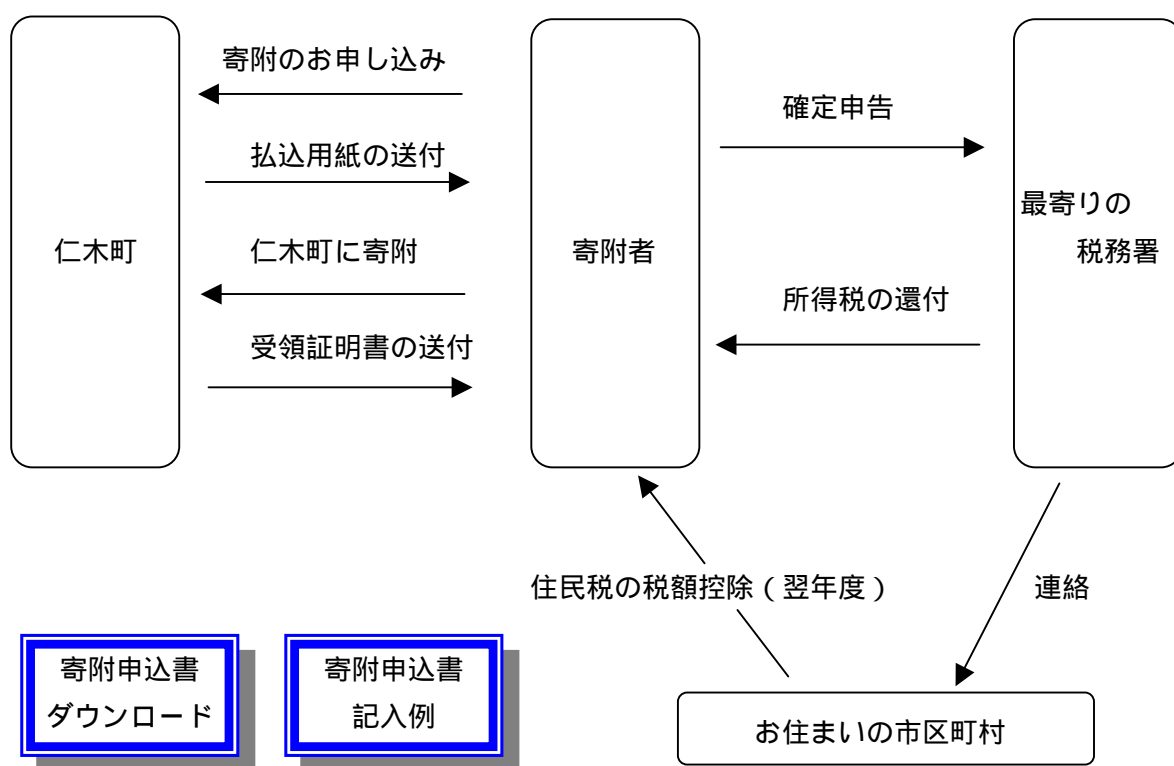 寄附のお申し込み
払込用紙の送付
仁木町
仁木町に寄附
受領証明書の送付
寄附者
確定申告
最寄りの
税務署
所得税の還付
住民税の税額控除（翌年度）
連絡
寄附申込書
ダウンロード
寄附申込書
記入例
お住まいの市区町村